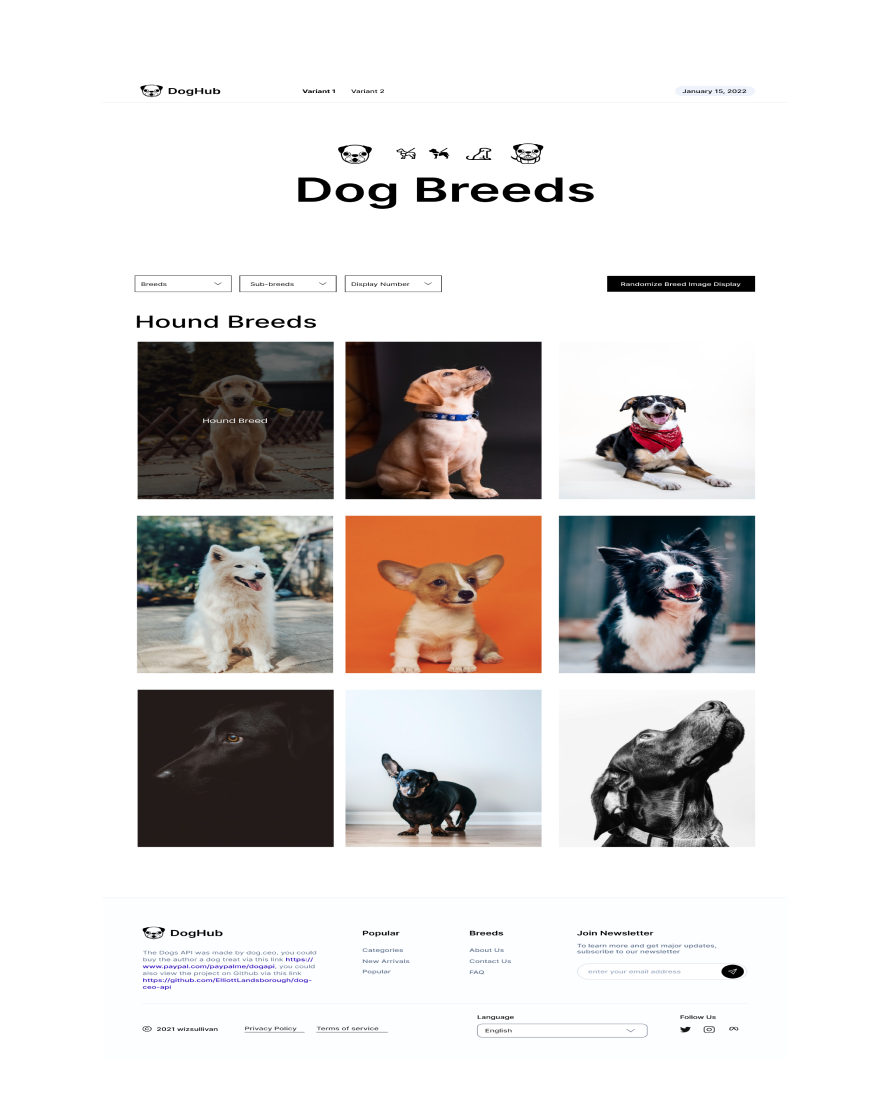 DogHub
Variant 1
Variant 2
January 15, 2022
Dog Breeds
Breeds
Sub-breeds
Display Number
Randomize Breed Image Display
Hound Breeds
Hound Breed
DogHub
The Dogs API was made by dog.ceo, you could
buy the author a dog treat via this link https://
www.paypal.com/paypalme/dogapi, you could
also view the project on Github via this link
https://github.com/ElliottLandsborough/dog-
ceo-api
Popular
Categories
New Arrivals
Popular
Breeds
About Us
Contact Us
FAQ
Join Newsletter
To learn more and get major updates,
subscribe to our newsletter
enter your email address
© 2021 wizsullivan
Privacy Policy
Terms of service
Language
English
Follow Us